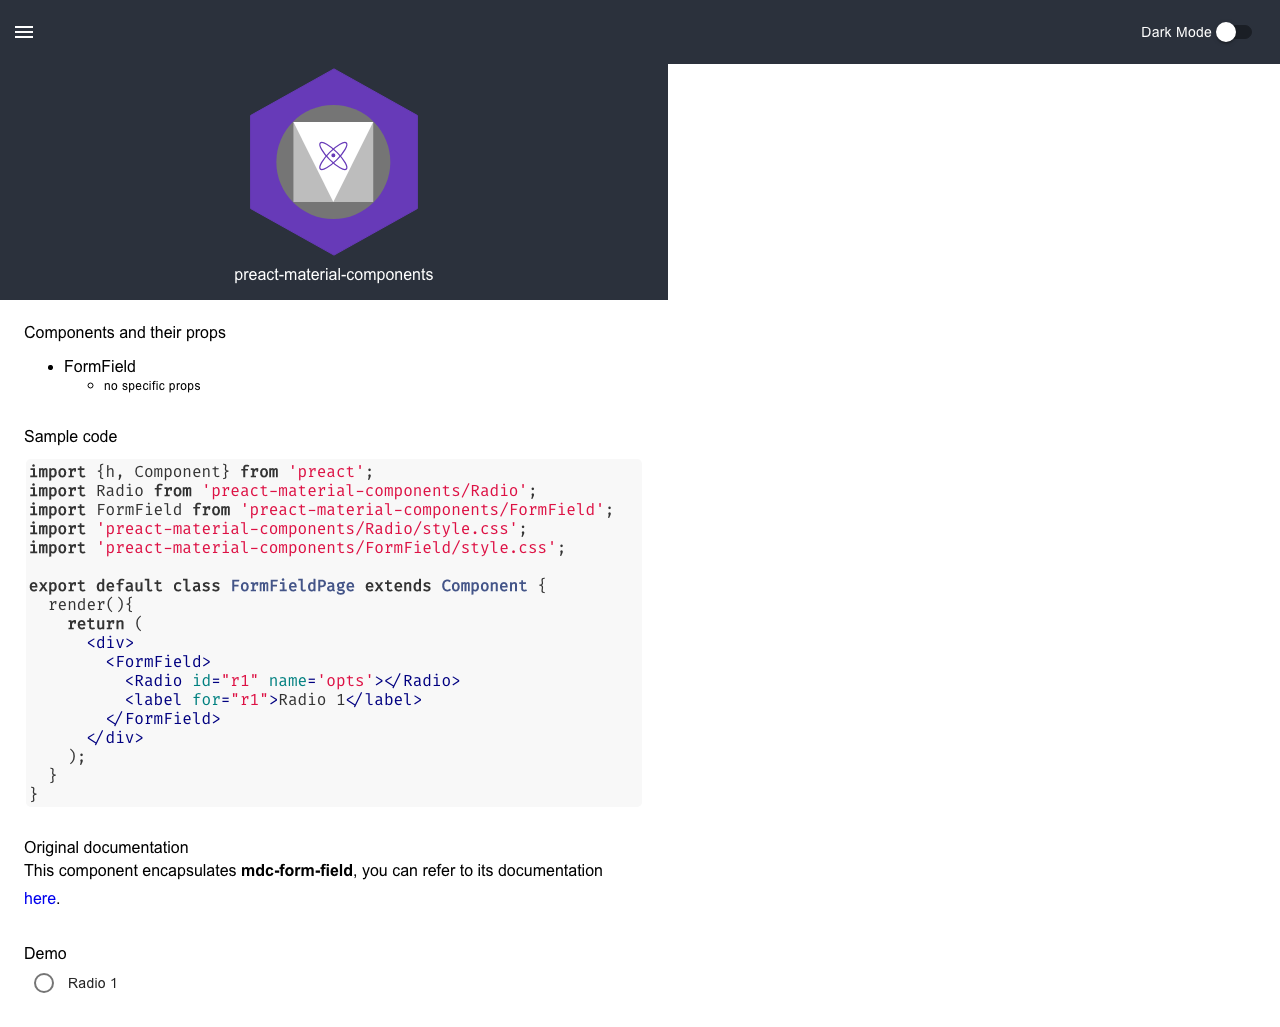 Dark Mode
preact-material-components
Components and their props
FormField
no specific props
Sample code
import {h, Component} from 'preact';
import Radio from 'preact-material-components/Radio';
import FormField from 'preact-material-components/FormField';
import 'preact-material-components/Radio/style.css';
import 'preact-material-components/FormField/style.css';
export default class FormFieldPage extends Component {
  render(){
    return (
      <div>
        <FormField>
          <Radio id="r1" name='opts'></Radio>
          <label for="r1">Radio 1</label>
        </FormField>
      </div>
    );
  }
}
Original documentation
This component encapsulates mdc-form-field, you can refer to its documentation
here.
Demo
Radio 1